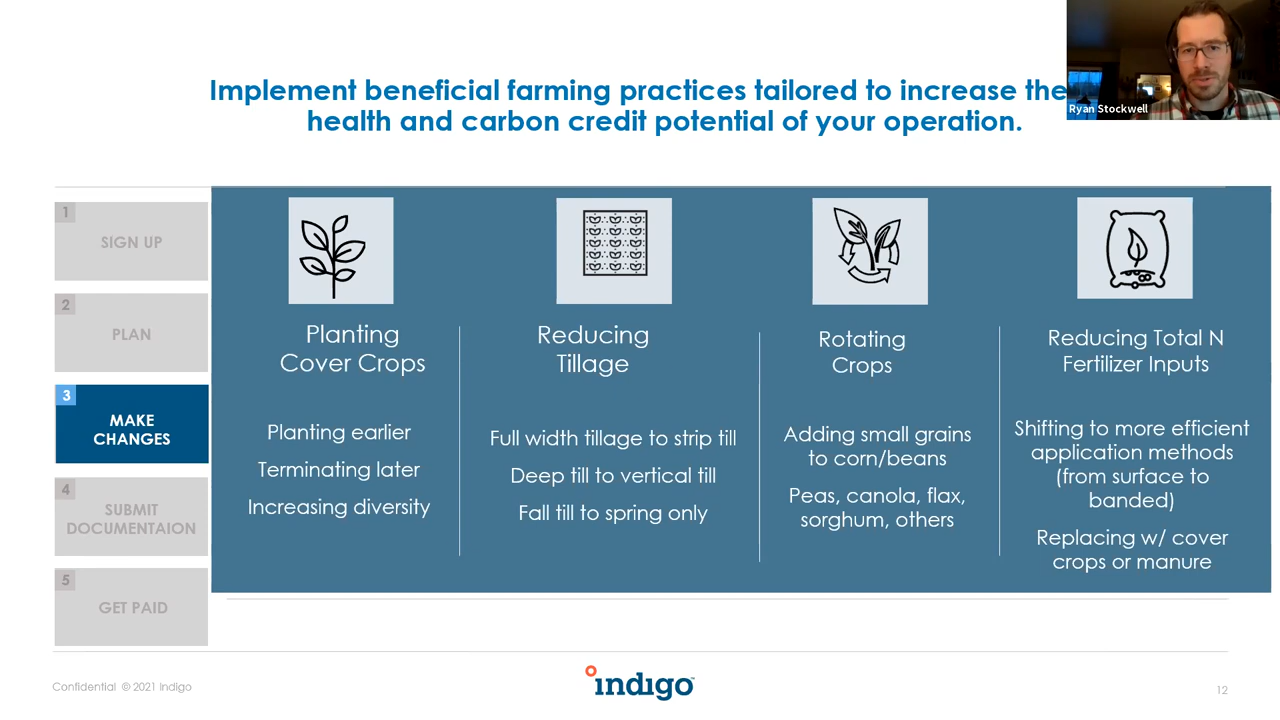 Implement beneficial farming practices tailored to increase the
health and carbon credit potential of your operation.
Ryan Stockwell
1
SIGN UP
2
PLAN
3
MAKE
CHANGES
4
SUBMIT
DOCUMENTAION
5
GET PAID
Planting
Cover Crops
Planting earlier
Terminating later
Increasing diversity
Reducing
Tillage
Full width tillage to strip till
Deep till to vertical till
Fall till to spring only
Rotating
Crops
Adding small grains
to corn/beans
Peas, canola, flax,
sorghum, others
Reducing Total N
Fertilizer Inputs
Shifting to more efficient
application methods
(from surface to
banded)
Replacing w/ cover
crops or manure
Confidential © 2021 Indigo
indigo
12